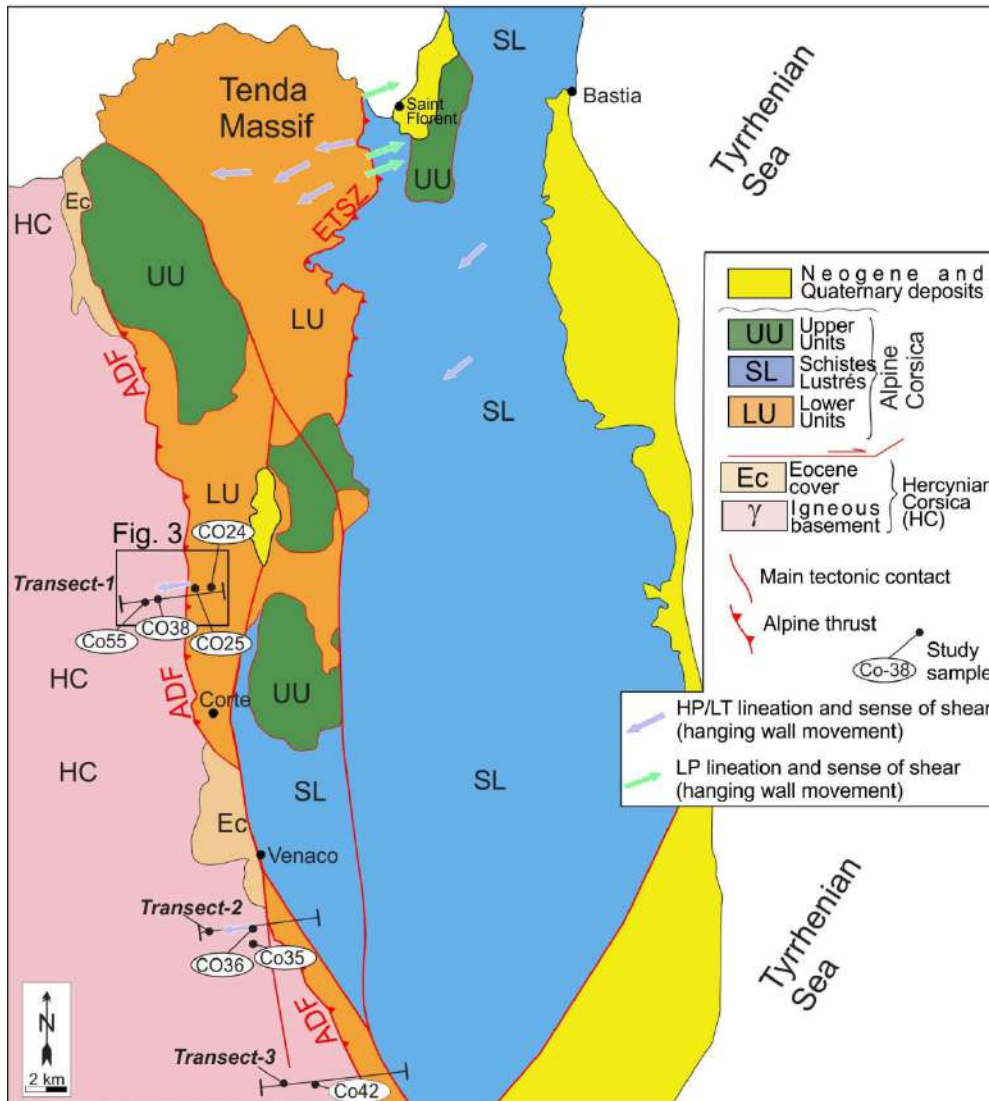 SL
Tenda
Massif
Saint
Florent
Bastia
Tyrrhenian
Sea
UU
ETSZ
HC
Ec
UU
LU
ADF
SL
LU
Fig. 3
CO24
Transect-1
Co55
CO38
CO25
HC
ADF
Corte
UU
HC
SL
SL
Ec
Venaco
Transect-2
CO36
Co35
ADF
Transect-3
Co42
N
2 km
Neogene and
Quaternary deposits
UU
Upper
Units
SL
Schistes
Lustrés
LU
Lower
Units
Alpine
Corsica
Ec
Eocene
cover
γ
Igneous
basement
Hercynian
Corsica
(HC)
Main tectonic contact
Alpine thrust
Co-38
Study
sample
HP/LT lineation and sense of shear
(hanging wall movement)
LP lineation and sense of shear
(hanging wall movement)
Tyrrhenian
Sea